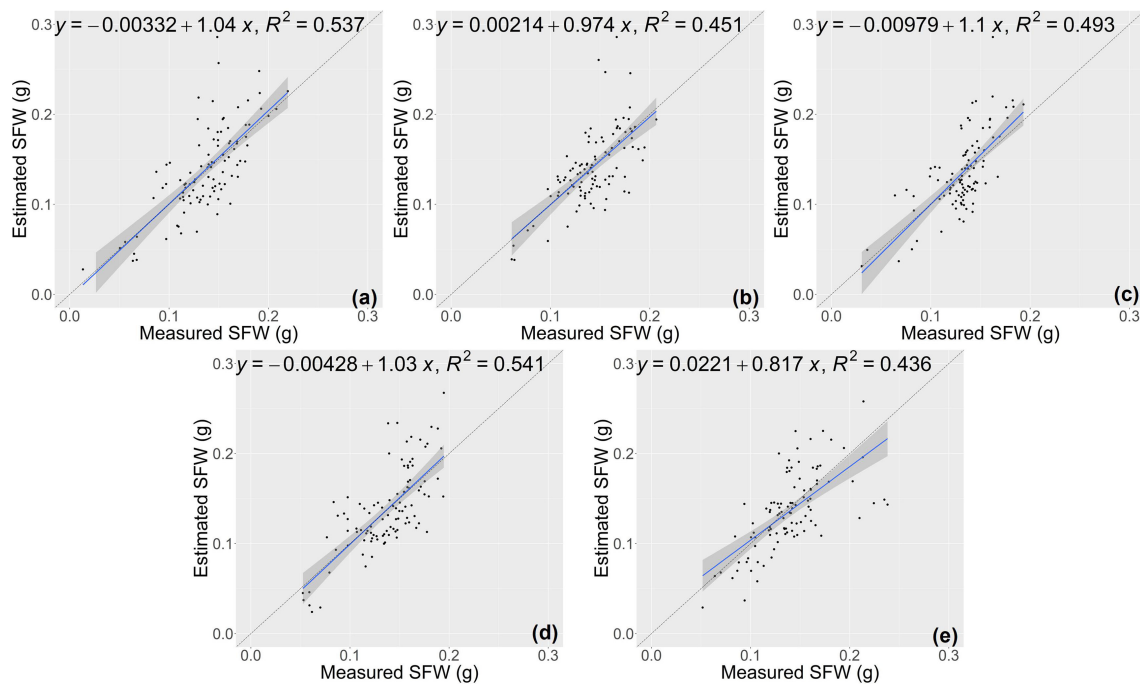 y = −0.00332 + 1.04 x, R² = 0.537
y = 0.00214 + 0.974 x, R² = 0.451
y = −0.00979 + 1.1 x, R² = 0.493
0.3
0.2
0.1
0.0
Estimated SFW (g)
(a)
0.0 0.1 0.2 0.3
Measured SFW (g)
0.3
0.2
0.1
0.0
Estimated SFW (g)
(b)
0.0 0.1 0.2 0.3
Measured SFW (g)
0.3
0.2
0.1
0.0
Estimated SFW (g)
(c)
0.0 0.1 0.2 0.3
Measured SFW (g)
y = −0.00428 + 1.03 x, R² = 0.541
y = 0.0221 + 0.817 x, R² = 0.436
0.3
0.2
0.1
0.0
Estimated SFW (g)
(d)
0.0 0.1 0.2 0.3
Measured SFW (g)
0.3
0.2
0.1
0.0
Estimated SFW (g)
(e)
0.0 0.1 0.2 0.3
Measured SFW (g)